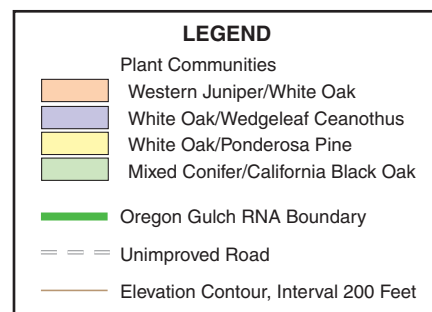 LEGEND
Plant Communities
Western Juniper/White Oak
White Oak/Wedgeleaf Ceanothus
White Oak/Ponderosa Pine
Mixed Conifer/California Black Oak
Oregon Gulch RNA Boundary
Unimproved Road
Elevation Contour, Interval 200 Feet